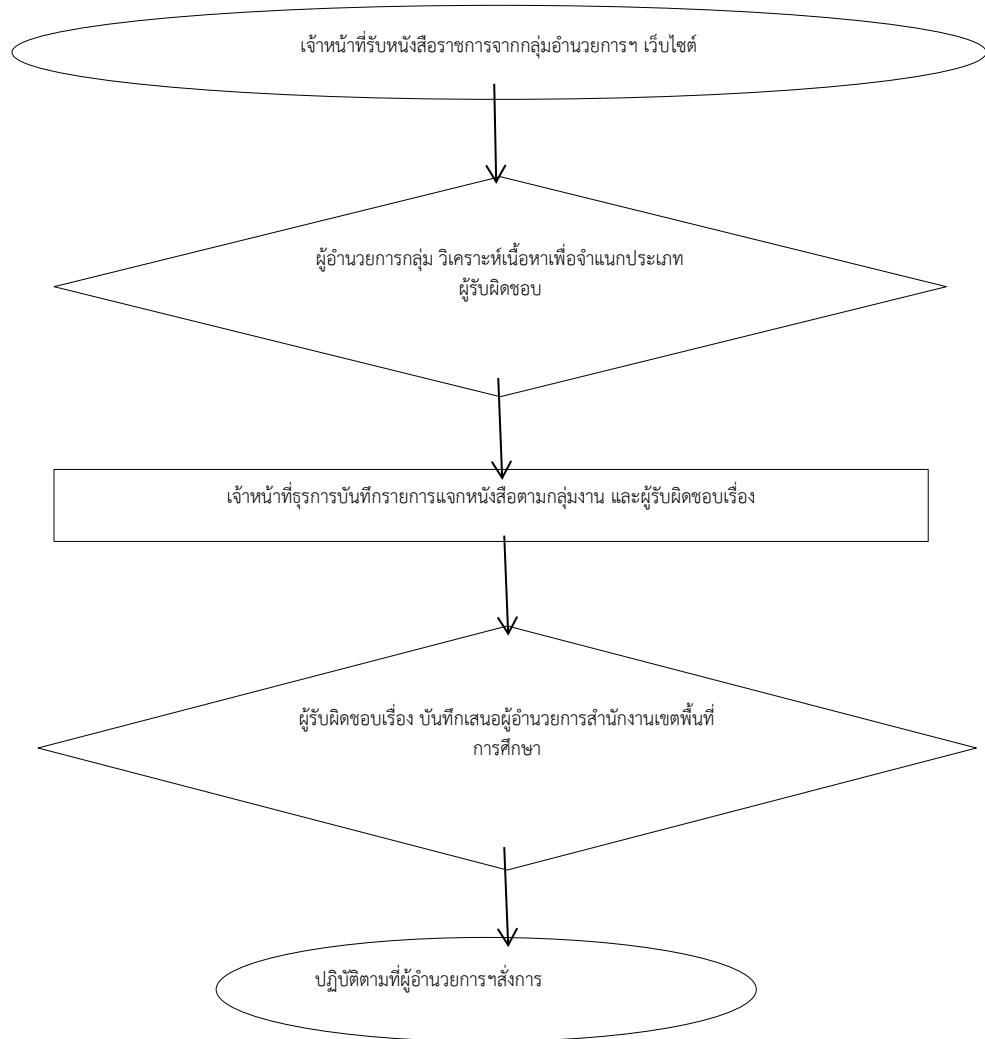 เจ้าหน้าที่รับหนังสือราชการจากกลุ่มอำนวยการฯ เว็บไซต์
ผู้อำนวยการกลุ่ม วิเคราะห์เนื้อหาเพื่อจำแนกประเภท
ผู้รับผิดชอบ
เจ้าหน้าที่ธุรการบันทึกรายการแจกหนังสือตามกลุ่มงาน และผู้รับผิดชอบเรื่อง
ผู้รับผิดชอบเรื่อง บันทึกเสนอผู้อำนวยการสำนักงานเขตพื้นที่
การศึกษา
ปฏิบัติตามที่ผู้อำนวยการฯสั่งการ